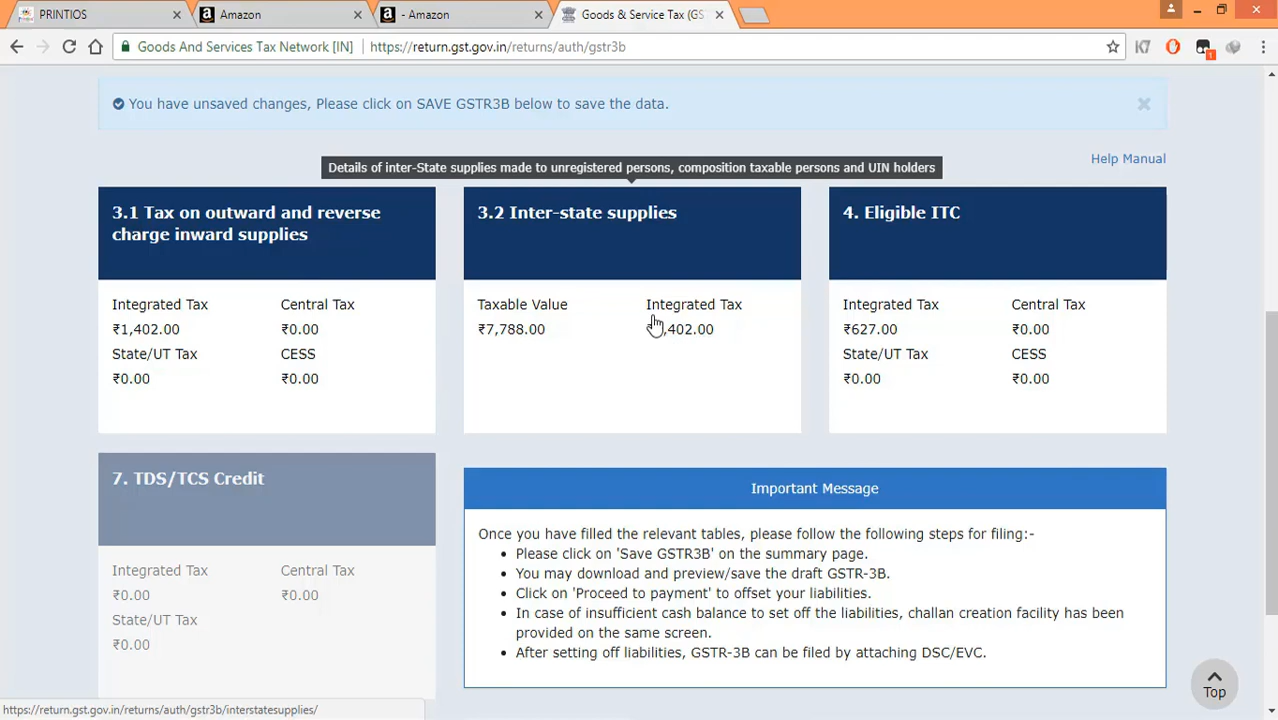 PRINTIOS
Amazon
- Amazon
Goods & Service Tax (GS
Goods And Services Tax Network [IN]
https://return.gst.gov.in/returns/auth/gstr3b
K7
1
You have unsaved changes, Please click on SAVE GSTR3B below to save the data.
Help Manual
Details of inter-State supplies made to unregistered persons, composition taxable persons and UIN holders
3.1 Tax on outward and reverse
charge inward supplies
Integrated Tax Central Tax
₹1,402.00 ₹0.00
State/UT Tax CESS
₹0.00 ₹0.00
3.2 Inter-state supplies
Taxable Value Integrated Tax
₹7,788.00 ,402.00
4. Eligible ITC
Integrated Tax Central Tax
₹627.00 ₹0.00
State/UT Tax CESS
₹0.00 ₹0.00
7. TDS/TCS Credit
Integrated Tax Central Tax
₹0.00 ₹0.00
State/UT Tax
₹0.00
Important Message
Once you have filled the relevant tables, please follow the following steps for filing:-
• Please click on 'Save GSTR3B' on the summary page.
• You may download and preview/save the draft GSTR-3B.
• Click on 'Proceed to payment' to offset your liabilities.
• In case of insufficient cash balance to set off the liabilities, challan creation facility has been
provided on the same screen.
• After setting off liabilities, GSTR-3B can be filed by attaching DSC/EVC.
Top
https://return.gst.gov.in/returns/auth/gstr3b/interstatesupplies/